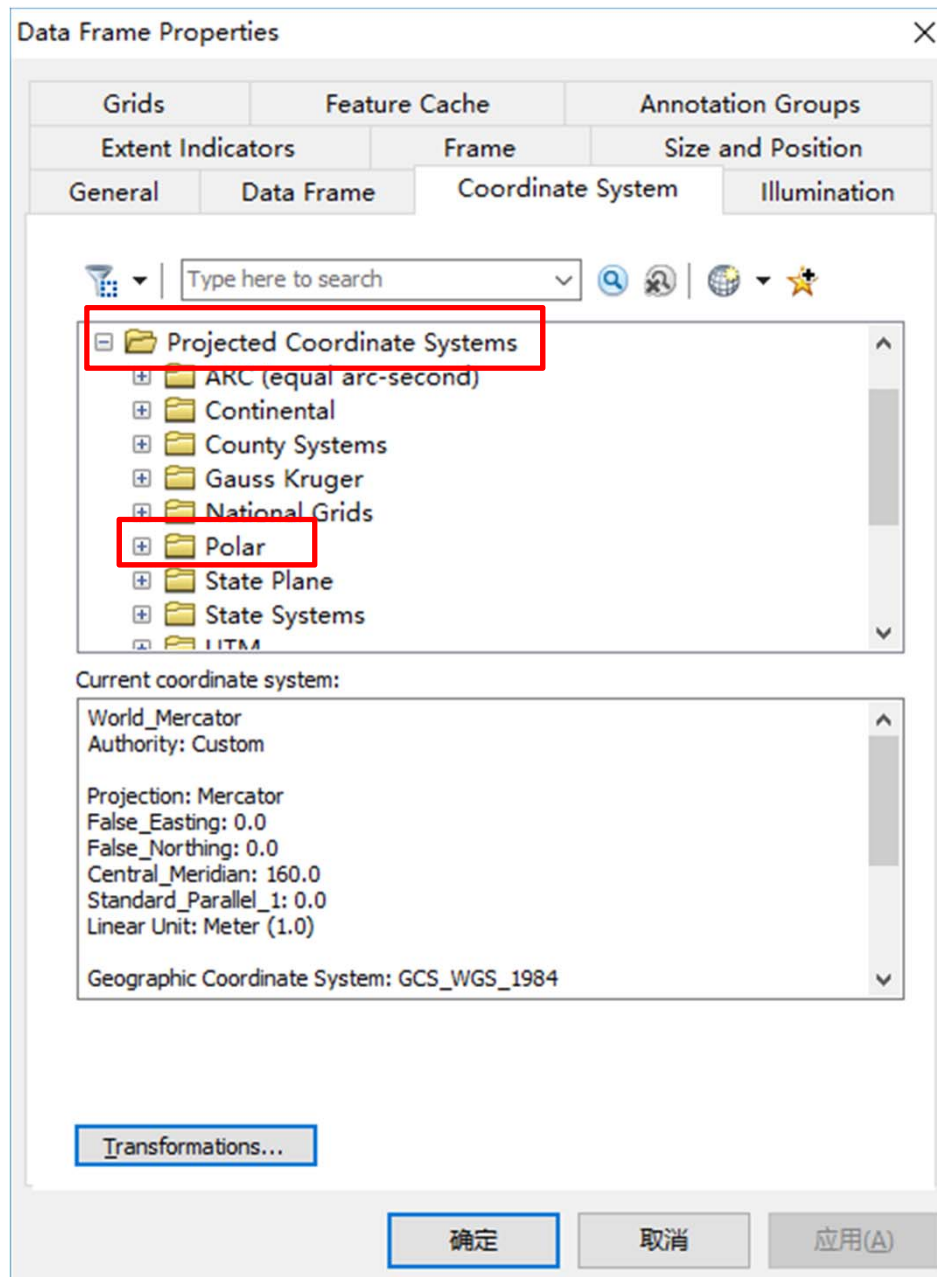 Data Frame Properties
Grids Feature Cache Annotation Groups
Extent Indicators Frame Size and Position
General Data Frame Coordinate System Illumination
Type here to search
Projected Coordinate Systems
ARC (equal arc-second)
Continental
County Systems
Gauss Kruger
National Grids
Polar
State Plane
State Systems
UTM
Current coordinate system:
World_Mercator
Authority: Custom
Projection: Mercator
False_Easting: 0.0
False_Northing: 0.0
Central_Meridian: 160.0
Standard_Parallel_1: 0.0
Linear Unit: Meter (1.0)
Geographic Coordinate System: GCS_WGS_1984
Transformations...
确定 取消 应用(A)